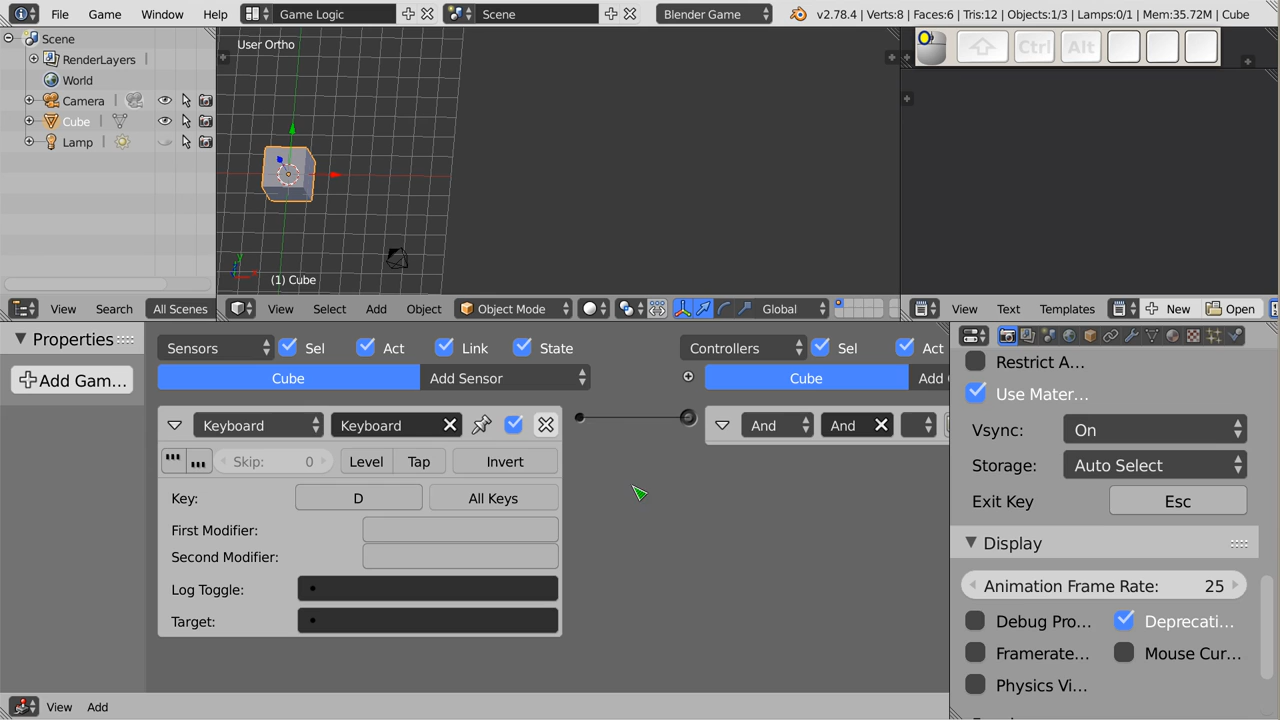 File Game Window Help Game Logic Scene Blender Game v2.78.4 | Verts:8 | Faces:6 | Tris:12 | Objects:1/3 | Lamps:0/1 | Mem:35.72M | Cube
Scene
RenderLayers
World
Camera
Cube
Lamp
User Ortho
(1) Cube
Ctrl Alt
View Search All Scenes
View Select Add Object Object Mode Global
View Text Templates New Open
Properties
Add Gam...
Sensors Sel Act Link State
Cube Add Sensor
Controllers Sel Act
Cube Add
Keyboard Keyboard
Skip: 0 Level Tap Invert
Key: D All Keys
First Modifier:
Second Modifier:
Log Toggle:
Target:
And And
Restrict A...
Use Mater...
Vsync: On
Storage: Auto Select
Exit Key Esc
Display
Animation Frame Rate: 25
Debug Pro... Deprecati...
Framerate... Mouse Cur...
Physics Vi...
View Add